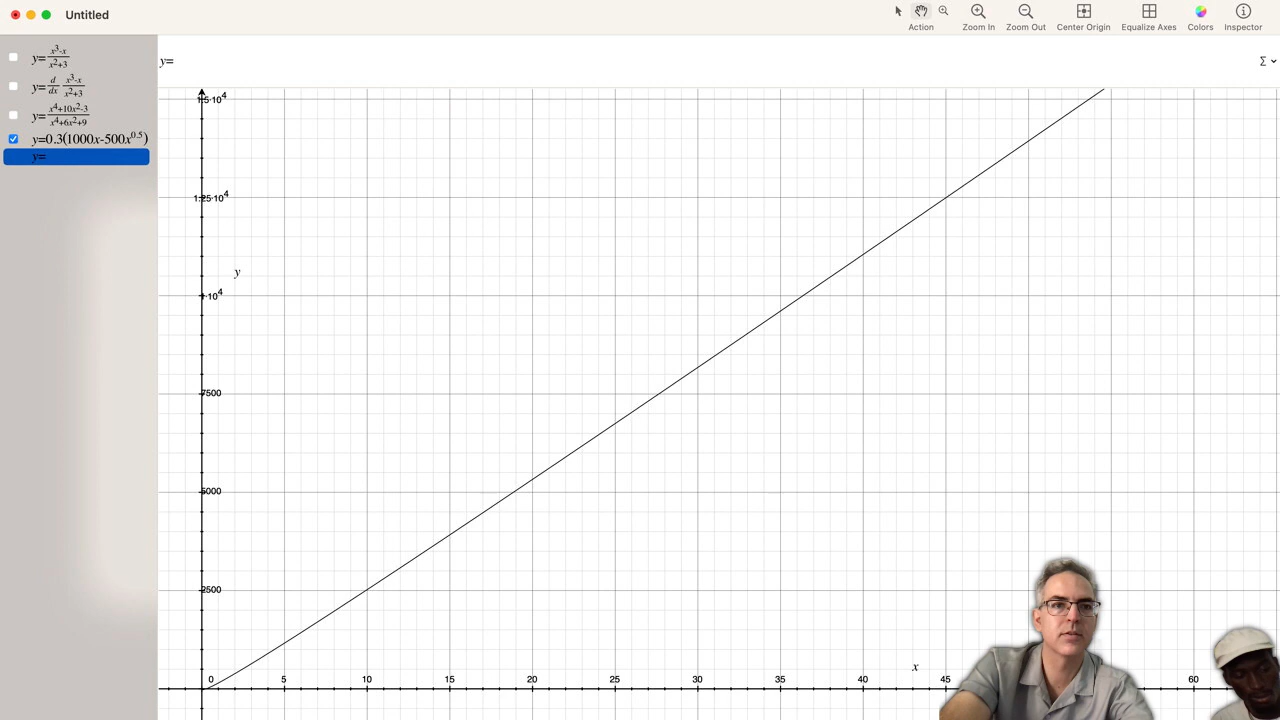 Untitled
Action
Zoom In
Zoom Out
Center Origin
Equalize Axes
Colors
Inspector
y=
Σ
y=x³-x/x²+3
y=d/dx x³-x/x²+3
y=x⁴+10x²-3/x⁴+6x²+9
y=0.3(1000x-500x^0.5)
y=
1.5·10⁴
1.25·10⁴
y
1·10⁴
7500
5000
2500
x
0 5 10 15 20 25 30 35 40 45 60